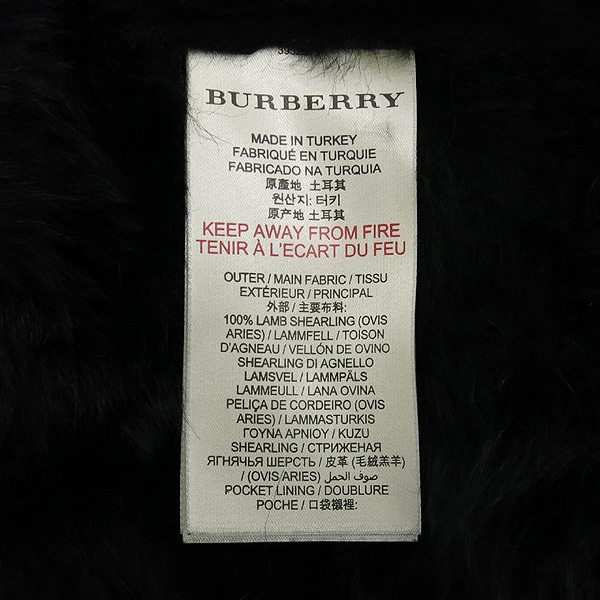 BURBERRY
MADE IN TURKEY
FABRIQUÉ EN TURQUIE
FABRICADO NA TURQUIA
原產地 土耳其
원산지: 터키
原产地 土耳其
KEEP AWAY FROM FIRE
TENIR À L'ECART DU FEU
OUTER / MAIN FABRIC / TISSU
EXTÉRIEUR / PRINCIPAL
外部 / 主要布料:
100% LAMB SHEARLING (OVIS
ARIES) / LAMMFELL / TOISON
D'AGNEAU / VELLÓN DE OVINO
SHEARLING DI AGNELLO
LAMSVEL / LAMMPÄLS
LAMMEULL / LANA OVINA
PELIÇA DE CORDEIRO (OVIS
ARIES) / LAMMASTURKIS
ΓΟΥΝΑ ΑΡΝΙΟΥ / KUZU
SHEARLING / СТРИЖЕНАЯ
ЯГНЯЧЬЯ ШЕРСТЬ / 皮革 (毛絨羔羊)
/ (OVIS ARIES) صوف الحمل
POCKET LINING / DOUBLURE
POCHE / 口袋襯裡: